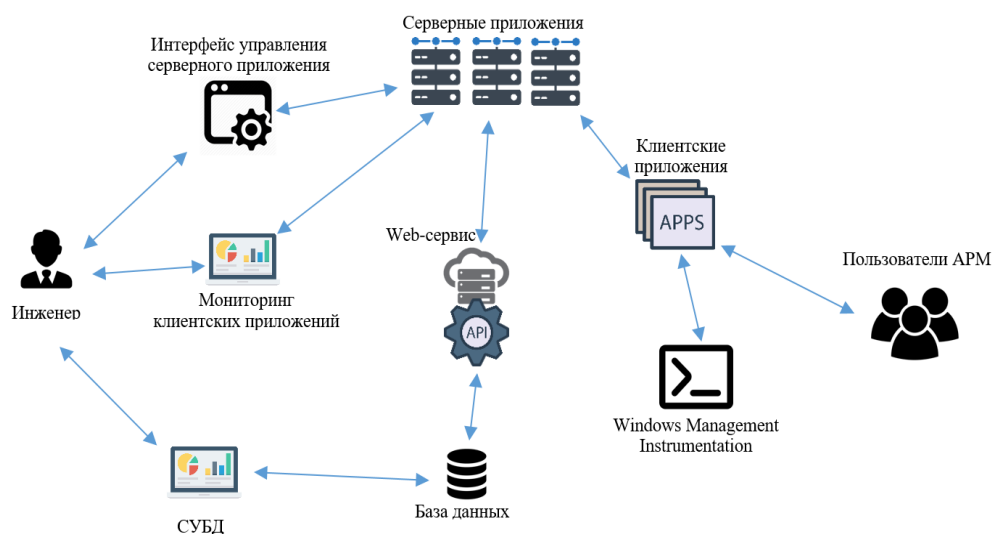 Серверные приложения
Интерфейс управления
серверного приложения
Клиентские
приложения
APPS
Web-сервис
API
Пользователи АРМ
Инженер
Мониторинг
клиентских приложений
Windows Management
Instrumentation
База данных
СУБД